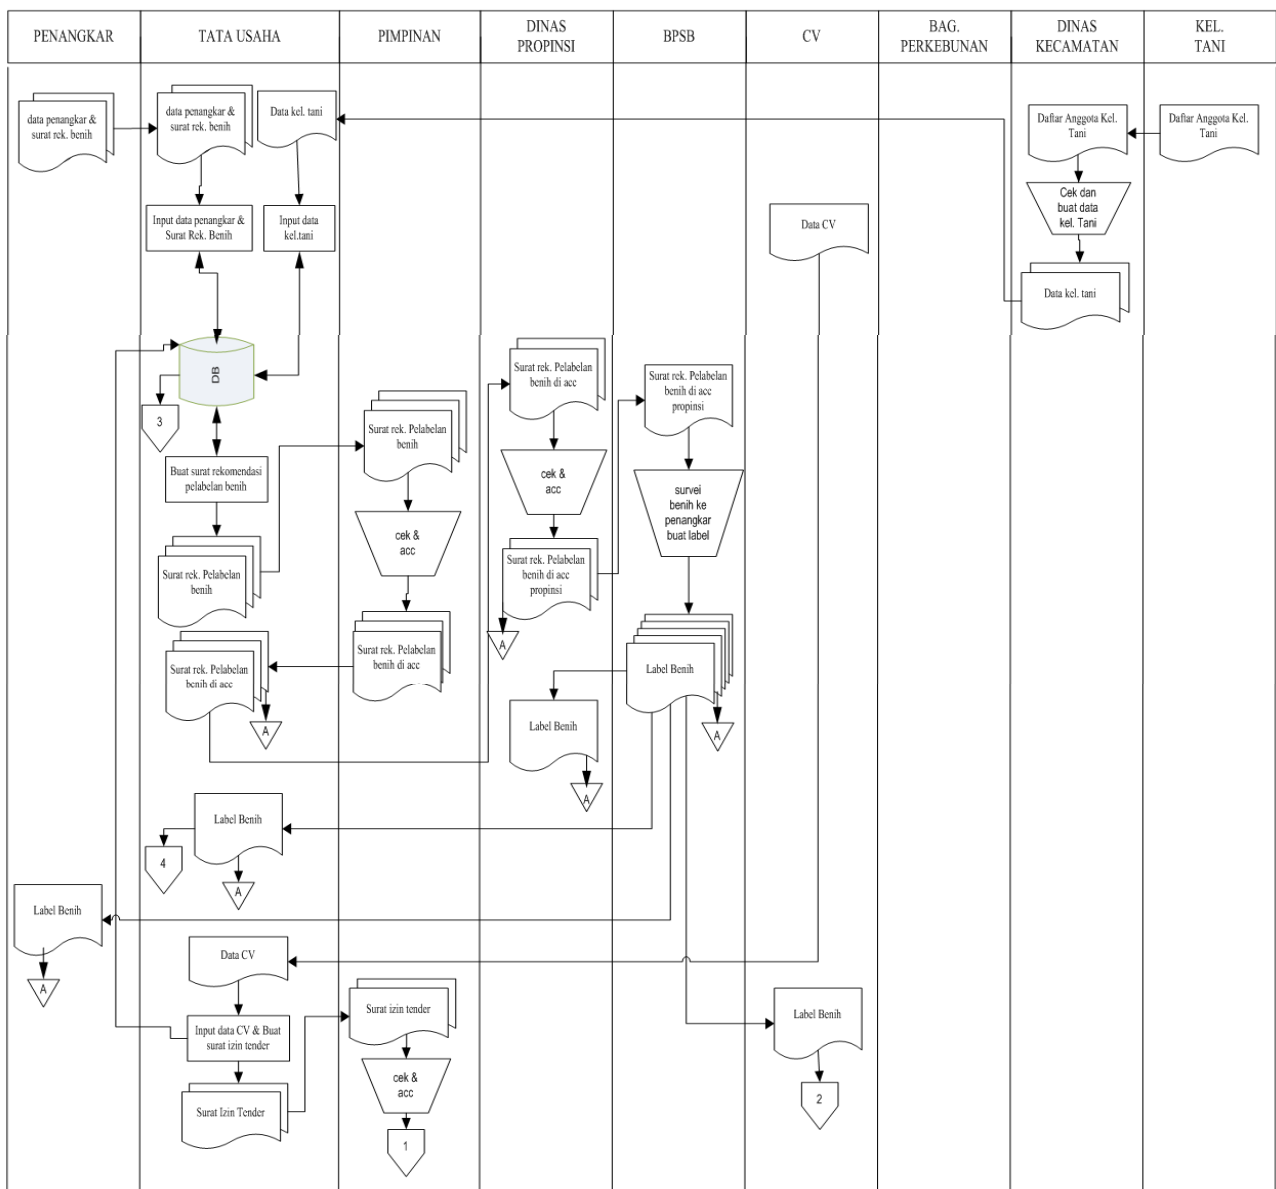 PENANGKAR
TATA USAHA
PIMPINAN
DINAS
PROPINSI
BPSB
CV
BAG.
PERKEBUNAN
DINAS
KECAMATAN
KEL.
TANI
data penangkar &
surat rek. benih
data penangkar &
surat rek. benih
Data kel. tani
Daftar Anggota Kel.
Tani
Daftar Anggota Kel.
Tani
Cek dan
buat data
kel. Tani
Data kel. tani
Input data penangkar &
Surat Rek. Benih
Input data
kel.tani
Data CV
DB
3
Buat surat rekomendasi
pelabelan benih
Surat rek. Pelabelan
benih
Surat rek. Pelabelan
benih
cek &
acc
Surat rek. Pelabelan
benih di acc
Surat rek. Pelabelan
benih di acc
A
Surat rek. Pelabelan
benih di acc
cek &
acc
Surat rek. Pelabelan
benih di acc
propinsi
A
Surat rek. Pelabelan
benih di acc
propinsi
survei
benih ke
penangkar
buat label
Label Benih
A
Label Benih
A
Label Benih
4
A
Label Benih
A
Data CV
Input data CV & Buat
surat izin tender
Surat Izin Tender
Surat izin tender
cek &
acc
1
Label Benih
2